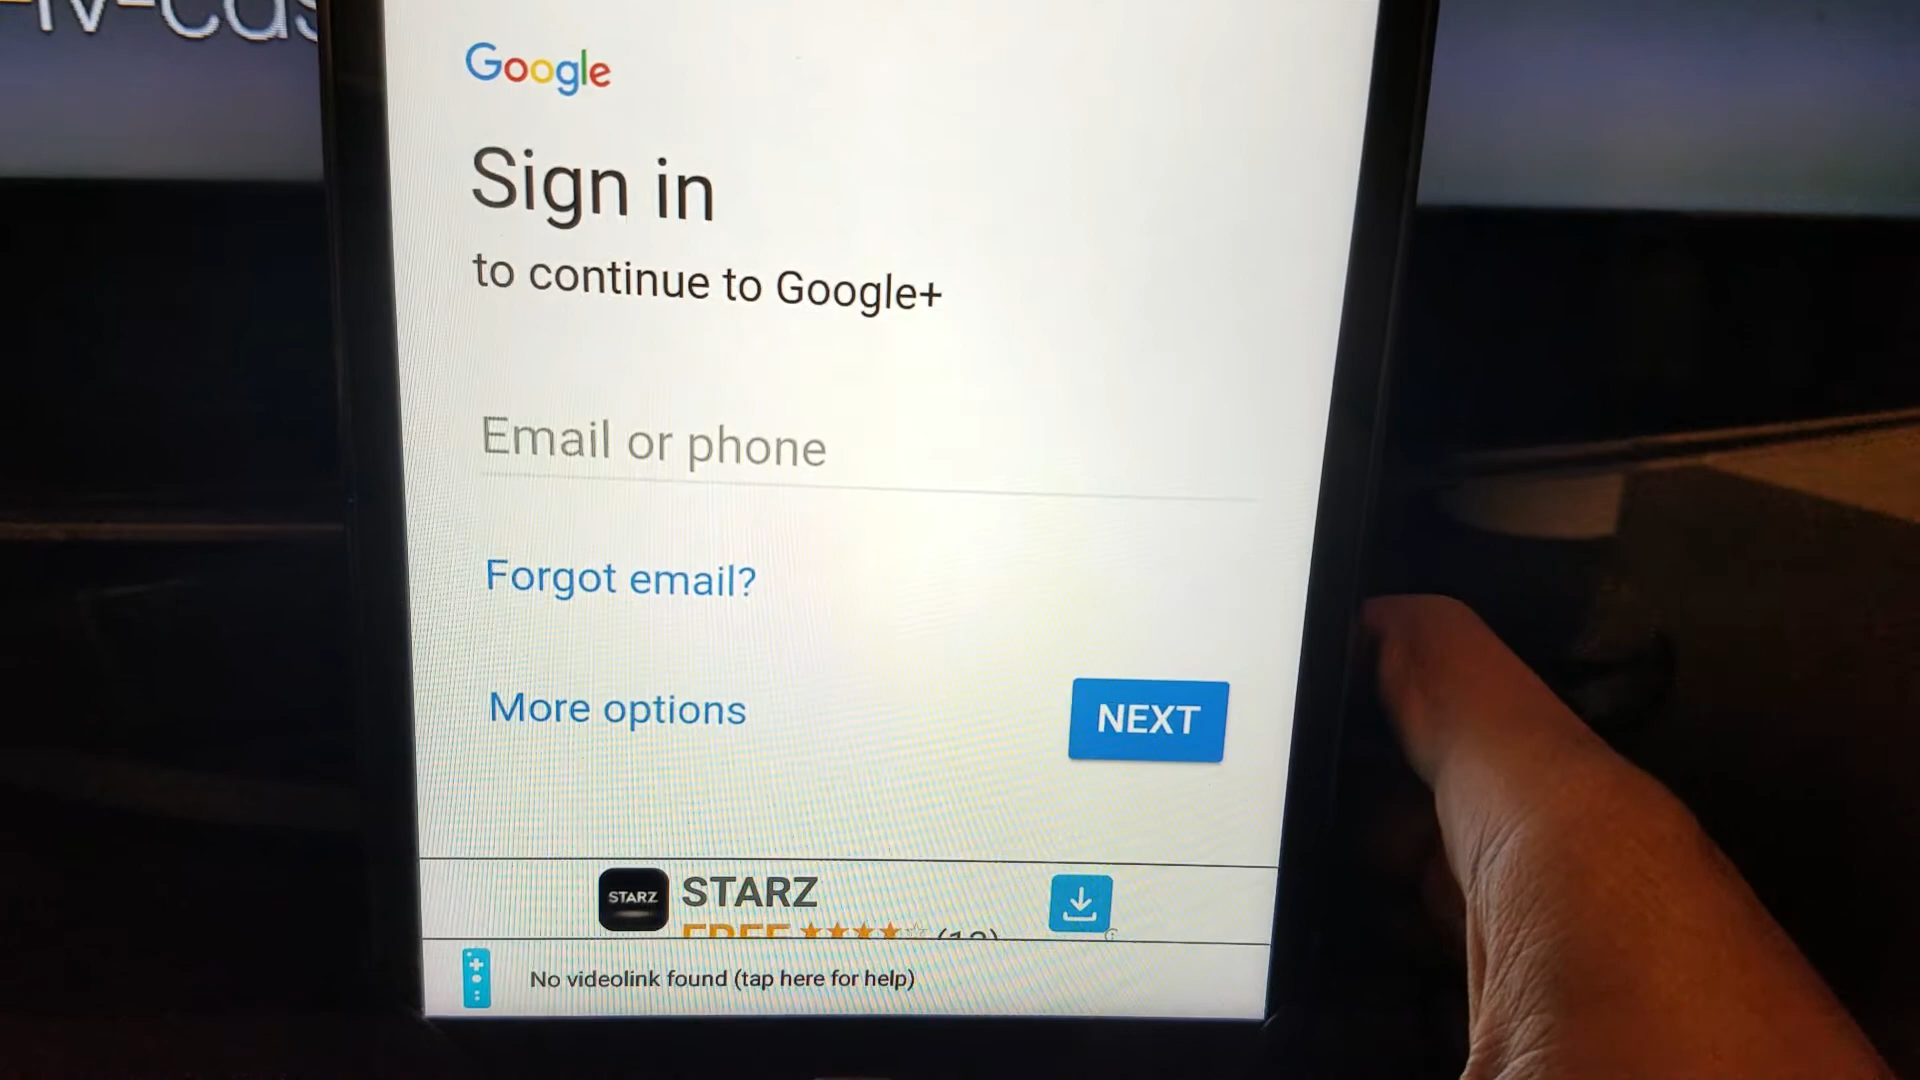 Google
Sign in
to continue to Google+
Email or phone
Forgot email?
More options
NEXT
STARZ
STARZ
FREE
No videolink found (tap here for help)